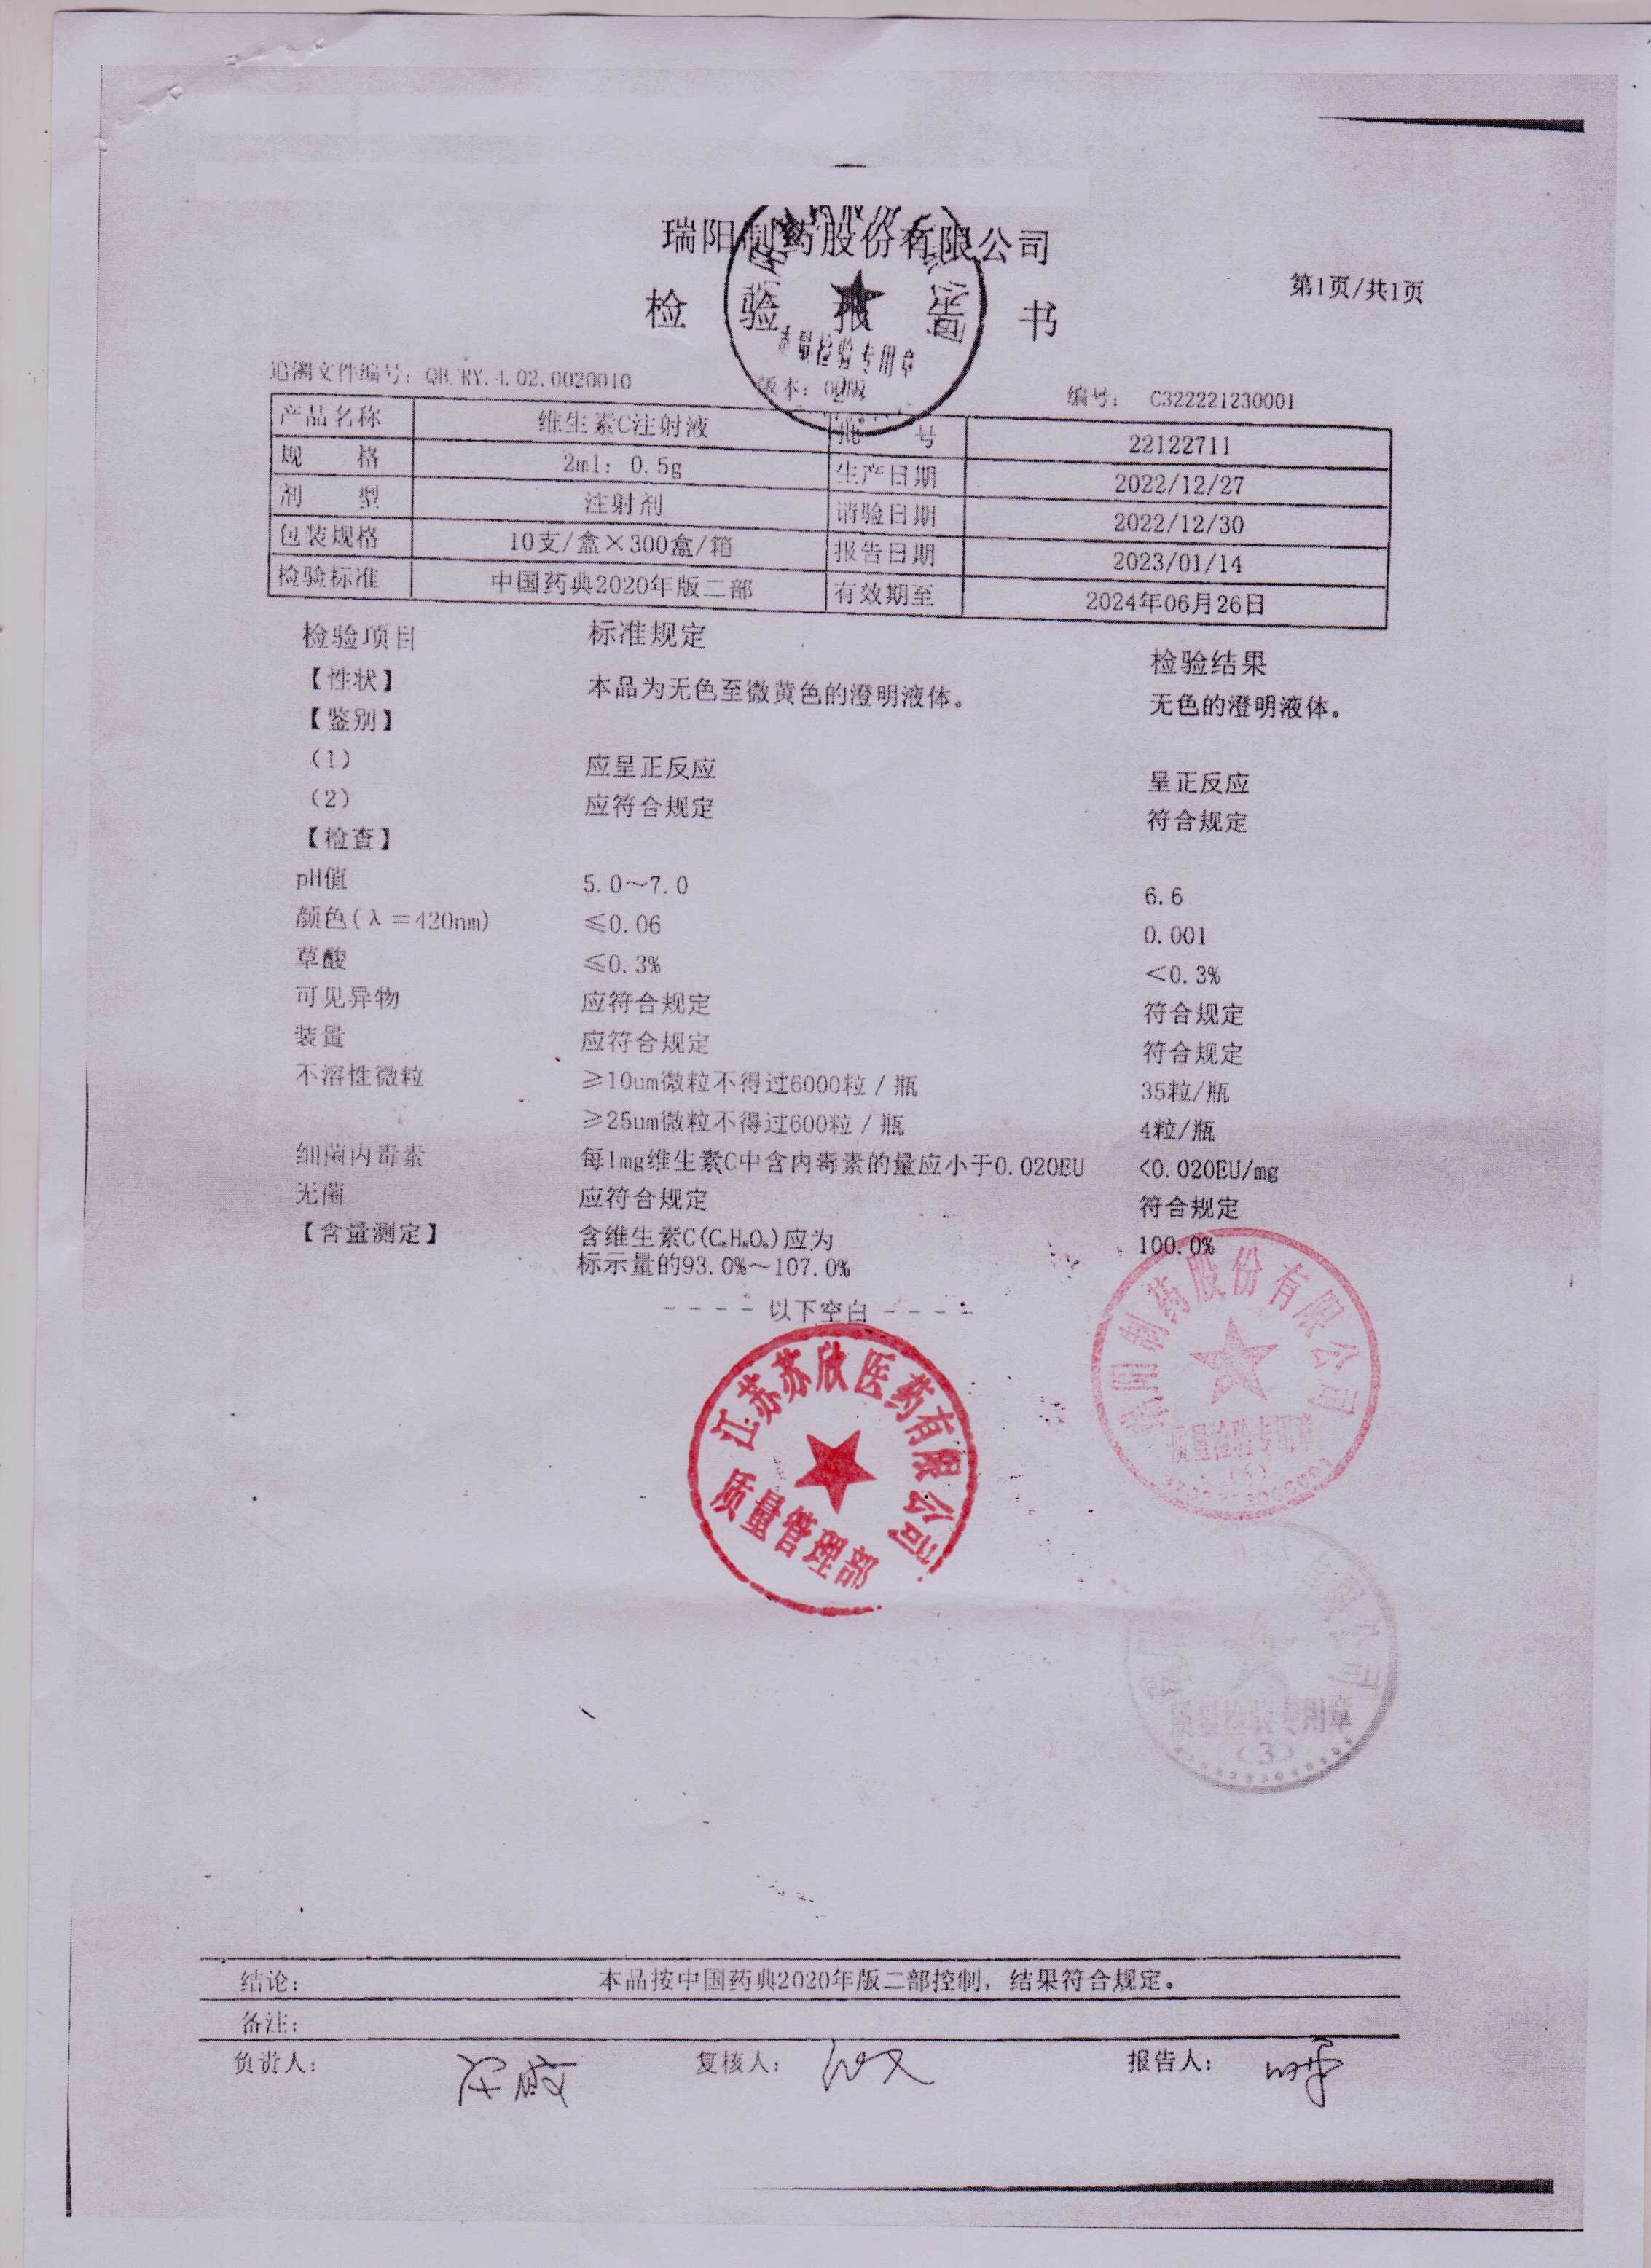 瑞阳制药股份有限公司
第1页/共1页
检 验 报 告 书
质量检验专用章
追溯文件编号: QB/RY.4.02.0020010 版本: 02版 编号: C322221230001
产品名称 维生素C注射液 批 号 22122711
规 格 2ml: 0.5g 生产日期 2022/12/27
剂 型 注射剂 请验日期 2022/12/30
包装规格 10支/盒×300盒/箱 报告日期 2023/01/14
检验标准 中国药典2020年版二部 有效期至 2024年06月26日
检验项目 标准规定 检验结果
【性状】 本品为无色至微黄色的澄明液体。 无色的澄明液体。
【鉴别】
(1) 应呈正反应 呈正反应
(2) 应符合规定 符合规定
【检查】
pH值 5.0~7.0 6.6
颜色(λ=420nm) ≤0.06 0.001
草酸 ≤0.3% <0.3%
可见异物 应符合规定 符合规定
装量 应符合规定 符合规定
不溶性微粒 ≥10um微粒不得过6000粒/瓶 35粒/瓶
≥25um微粒不得过600粒/瓶 4粒/瓶
细菌内毒素 每1mg维生素C中含内毒素的量应小于0.020EU <0.020EU/mg
无菌 应符合规定 符合规定
【含量测定】 含维生素C(C₆H₈O₆)应为 100.0%
标示量的93.0%~107.0%
---- 以下空白 ----
江苏苏欣医药有限公司
质量管理部
瑞阳制药股份有限公司
质量检验专用章
质量检验专用章
(3)
结论: 本品按中国药典2020年版二部控制, 结果符合规定。
备注:
负责人: 复核人: 报告人: